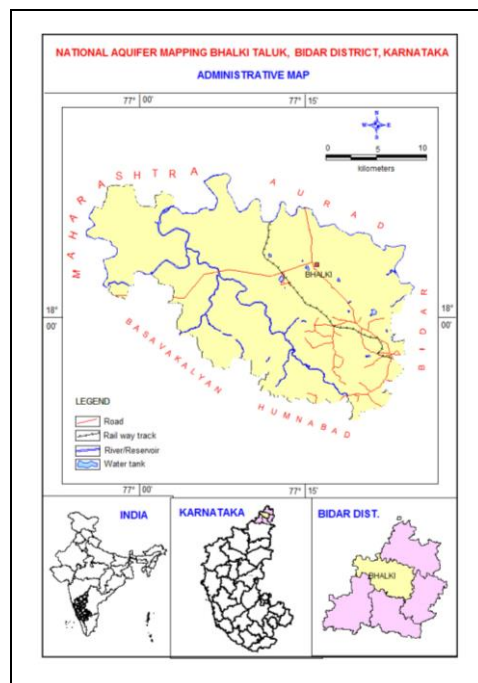 NATIONAL AQUIFER MAPPING BHALKI TALUK, BIDAR DISTRICT, KARNATAKA
ADMINISTRATIVE MAP
77° 00' 77° 15'
N
W E
S
0 5 10
kilometers
MAHARASHTRA
AURAD
BHALKI
BIDAR
18° 00' 18° 00'
BASAVAKALYAN
HUMNABAD
LEGEND
Road
Rail way track
River/Reservoir
Water tank
77° 00' 77° 15'
INDIA KARNATAKA BIDAR DIST.
BHALKI